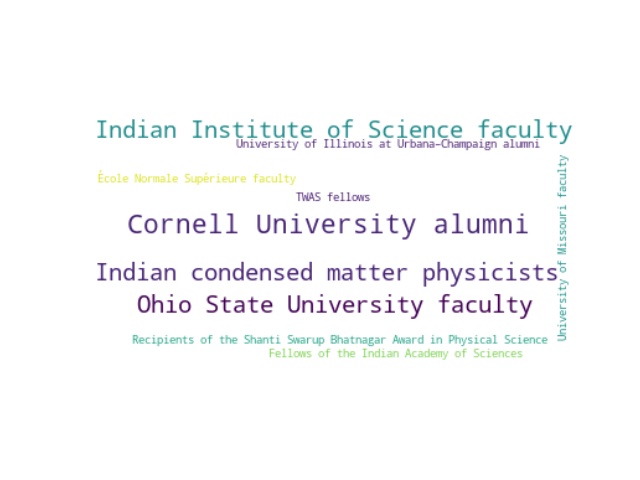 Indian Institute of Science faculty
University of Illinois at Urbana–Champaign alumni
École Normale Supérieure faculty
TWAS fellows
Cornell University alumni
Indian condensed matter physicists
Ohio State University faculty
Recipients of the Shanti Swarup Bhatnagar Award in Physical Science
Fellows of the Indian Academy of Sciences
University of Missouri faculty